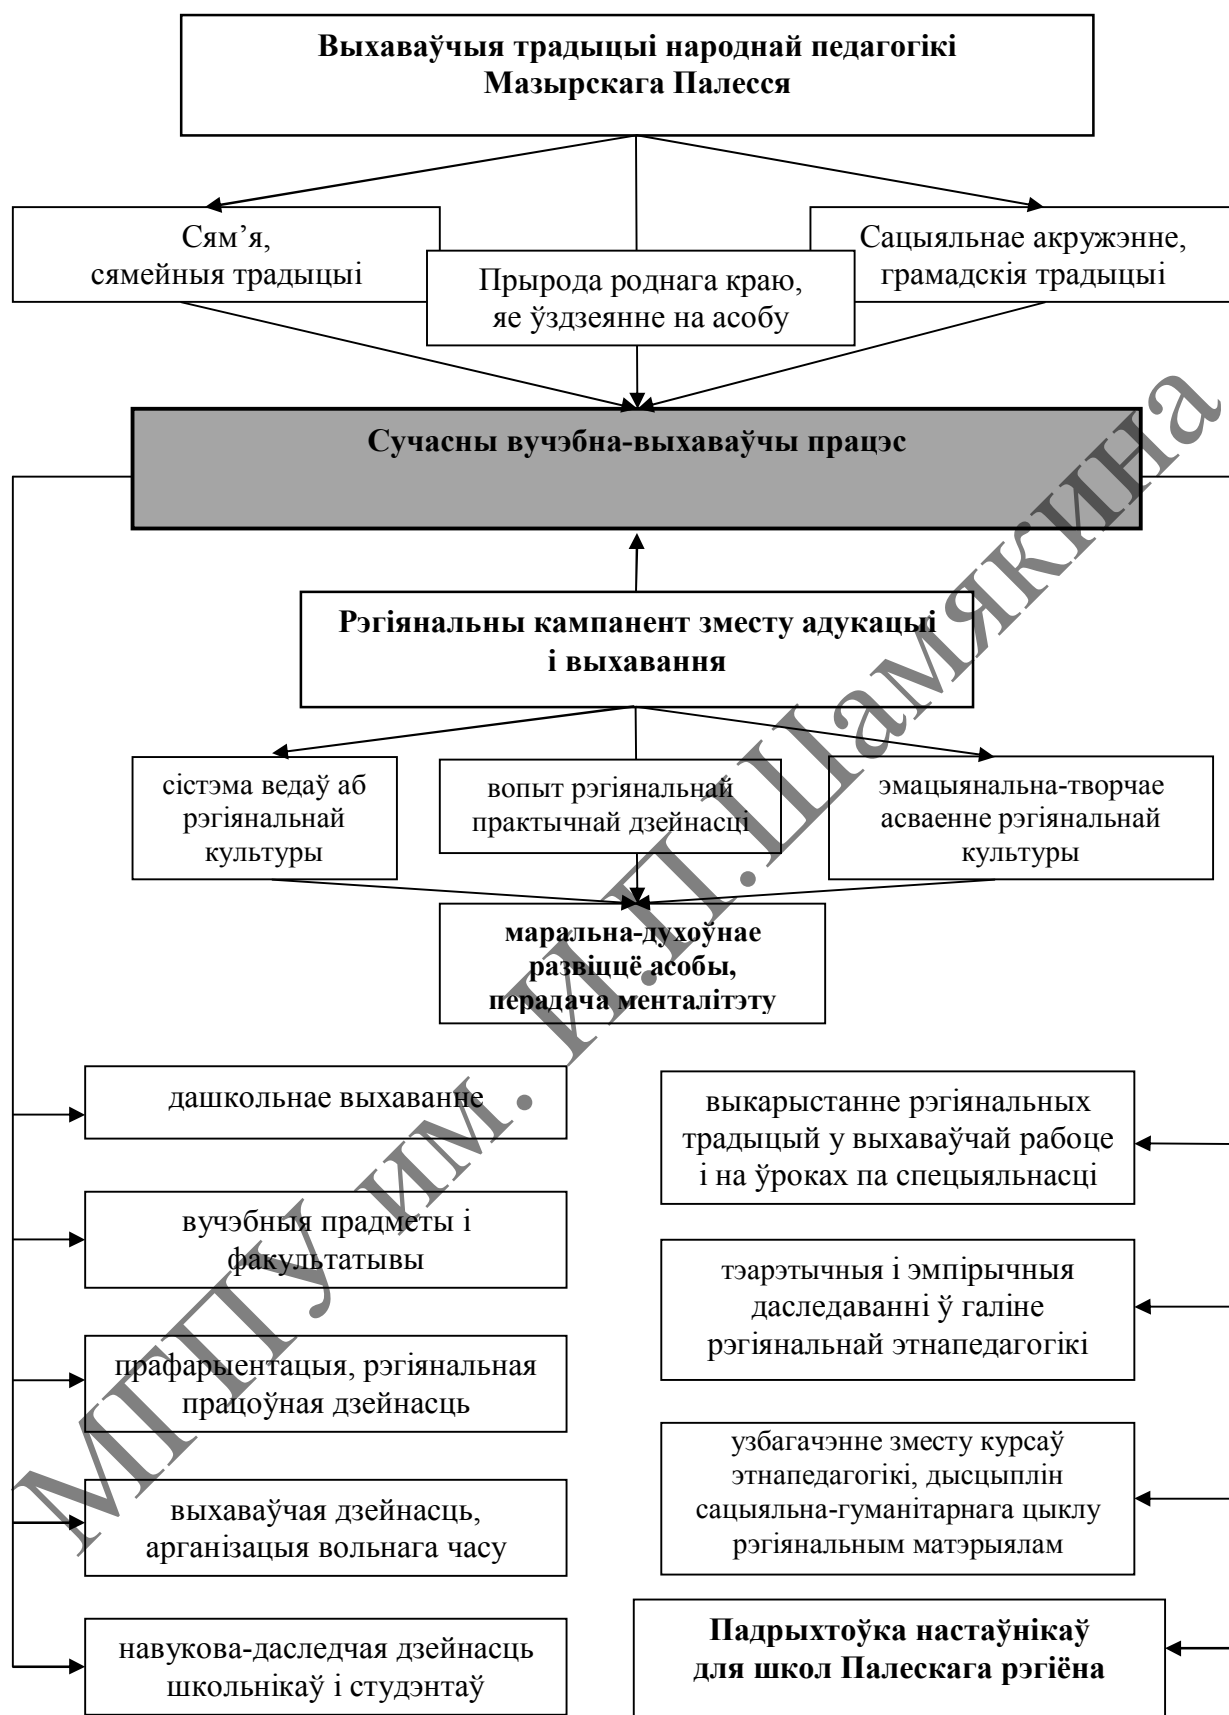 Выхаваўчыя традыцыі народнай педагогікі
Мазырскага Палесся
Сям’я,
сямейныя традыцыі
Прырода роднага краю,
яе ўздзеянне на асобу
Сацыяльнае акружэнне,
грамадскія традыцыі
Сучасны вучэбна-выхаваўчы працэс
Рэгіянальны кампанент зместу адукацыі
і выхавання
сістэма ведаў аб
рэгіянальнай
культуры
вопыт рэгіянальнай
практычнай дзейнасці
эмацыянальна-творчае
асваенне рэгіянальнай
культуры
маральна-духоўнае
развіццё асобы,
перадача менталітэту
дашкольнае выхаванне
вучэбныя прадметы і
факультатывы
прафарыентацыя, рэгіянальная
працоўная дзейнасць
выхаваўчая дзейнасць,
арганізацыя вольнага часу
навукова-даследчая дзейнасць
школьнікаў і студэнтаў
выкарыстанне рэгіянальных
традыцый у выхаваўчай рабоце
і на ўроках па спецыяльнасці
тэарэтычныя і эмпірычныя
даследаванні ў галіне
рэгіянальнай этнапедагогікі
узбагачэнне зместу курсаў
этнапедагогікі, дысцыплін
сацыяльна-гуманітарнага цыклу
рэгіянальным матэрыялам
Падрыхтоўка настаўнікаў
для школ Палескага рэгіёна
МГПУ им. И.П.Шамякина